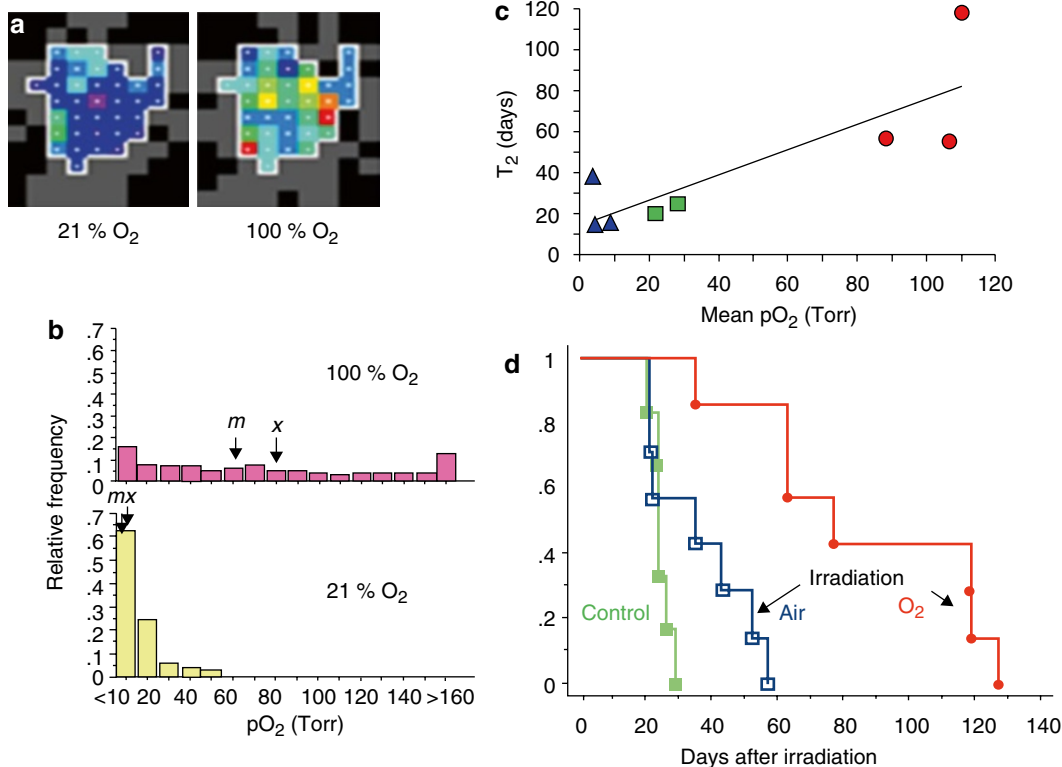 a
21 % O2
100 % O2
b
.7
.6
.5
.4
.3
.2
.1
0
100 % O2
m
x
Relative frequency
mx
.7
.6
.5
.4
.3
.2
.1
0
21 % O2
<10 20 40 60 80 100 120 140 >160
pO2 (Torr)
c
120
100
80
60
40
20
0
T2 (days)
0 20 40 60 80 100 120
Mean pO2 (Torr)
d
1
.8
.6
.4
.2
0
Control
Irradiation
Air
O2
0 20 40 60 80 100 120 140
Days after irradiation